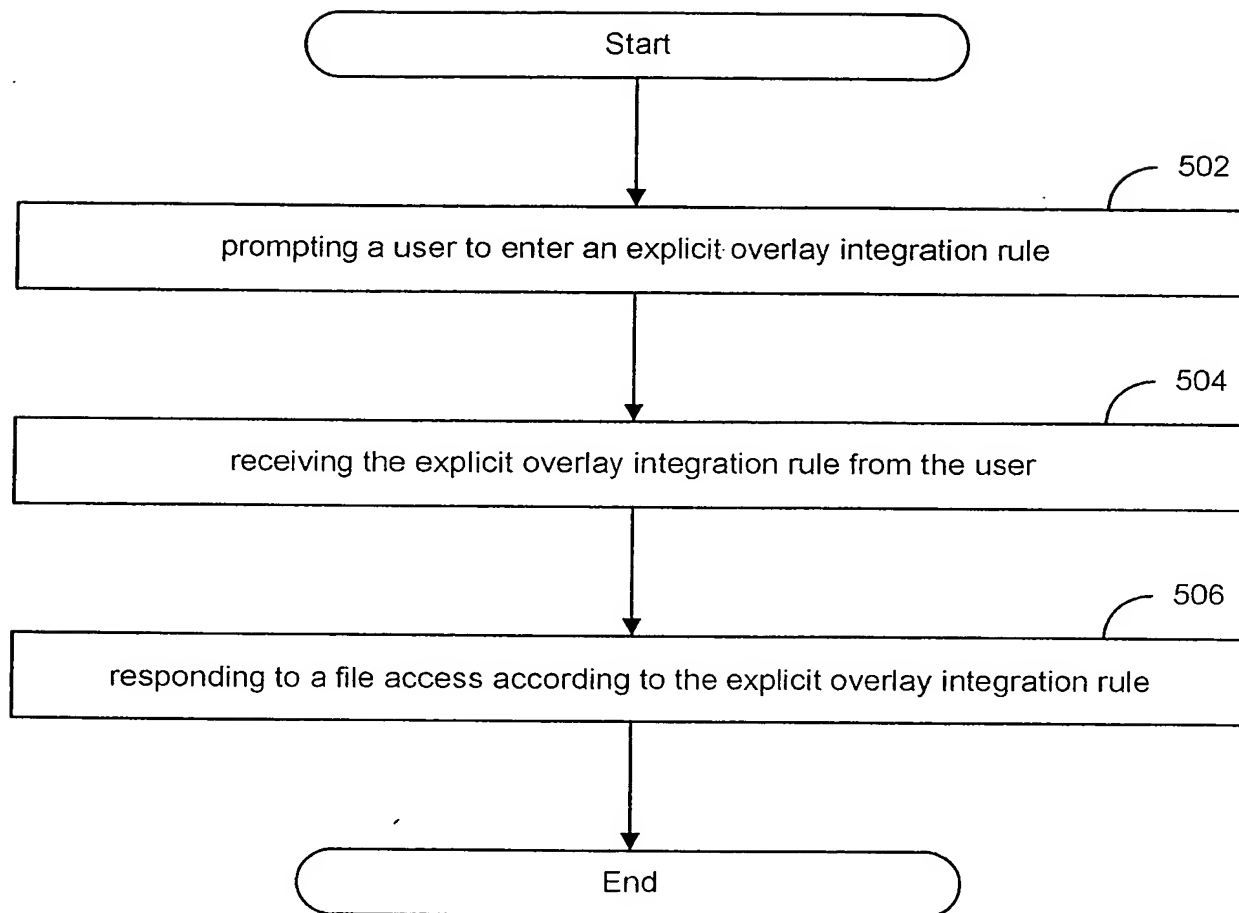 Start
502
prompting a user to enter an explicit overlay integration rule
504
receiving the explicit overlay integration rule from the user
506
responding to a file access according to the explicit overlay integration rule
End